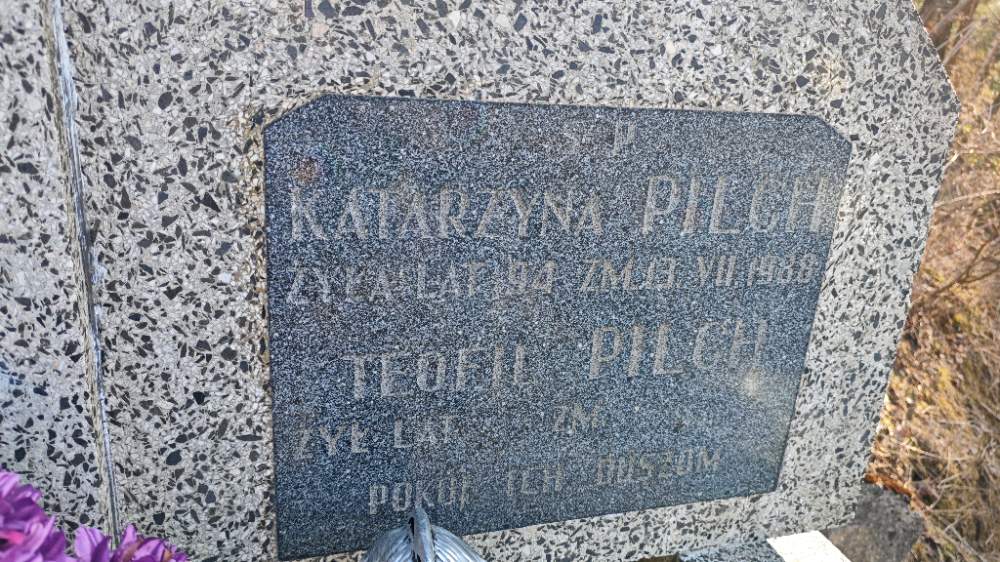 Ś. P.
KATARZYNA PILCH
ŻYŁA LAT 94 ZM. 13. VII. 1988
TEOFIL PILCH
ŻYŁ LAT ZM.
POKÓJ ICH DUSZOM